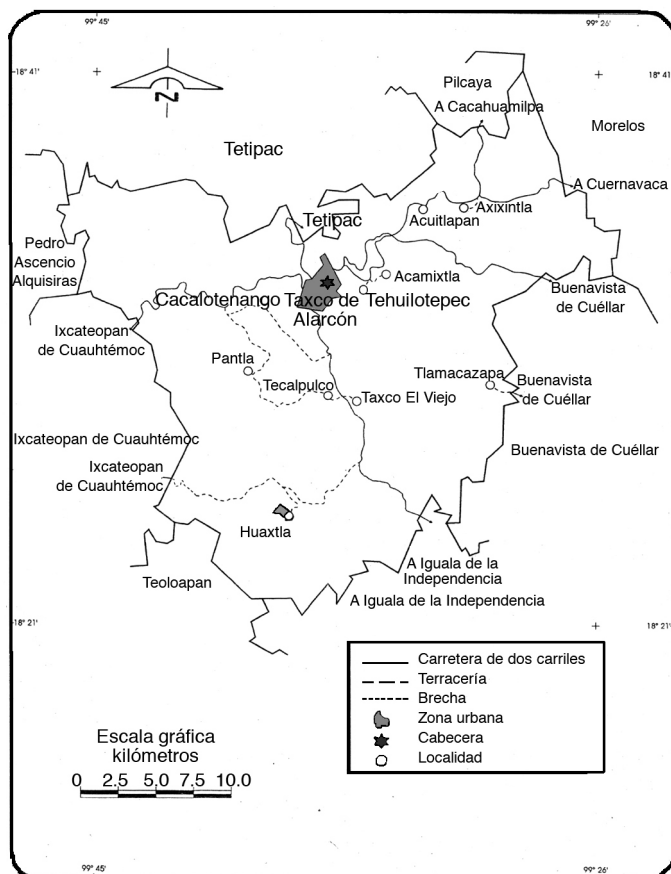 99° 45'
99° 26'
18° 41'
18° 41'
N
Pilcaya
A Cacahuamilpa
Morelos
Tetipac
A Cuernavaca
Tetipac
Axixintla
Acuitlapan
Pedro
Ascencio
Alquisiras
Acamixtla
Buenavista
de Cuéllar
Cacalotenango
Taxco de
Alarcón
Tehuilotepec
Ixcateopan
de Cuauhtémoc
Pantla
Tlamacazapa
Tecalpulco
Buenavista
de Cuéllar
Taxco El Viejo
Ixcateopan de Cuauhtémoc
Buenavista de Cuéllar
Ixcateopan
de Cuauhtémoc
Huaxtla
A Iguala de la
Independencia
Teoloapan
A Iguala de la Independencia
18° 21'
18° 21'
Carretera de dos carriles
Terracería
Brecha
Zona urbana
Cabecera
Localidad
Escala gráfica
kilómetros
0 2.5 5.0 7.5 10.0
99° 45'
99° 26'